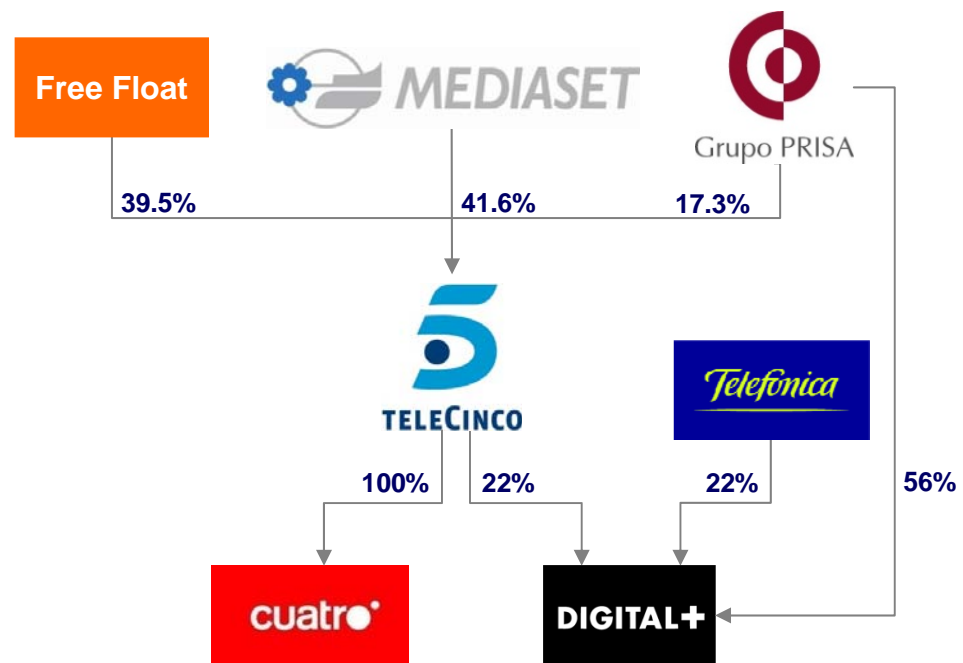 Free Float
MEDIASET
Grupo PRISA
39.5%
41.6%
17.3%
5
TELECINCO
Telefónica
100%
22%
22%
56%
cuatro
DIGITAL+